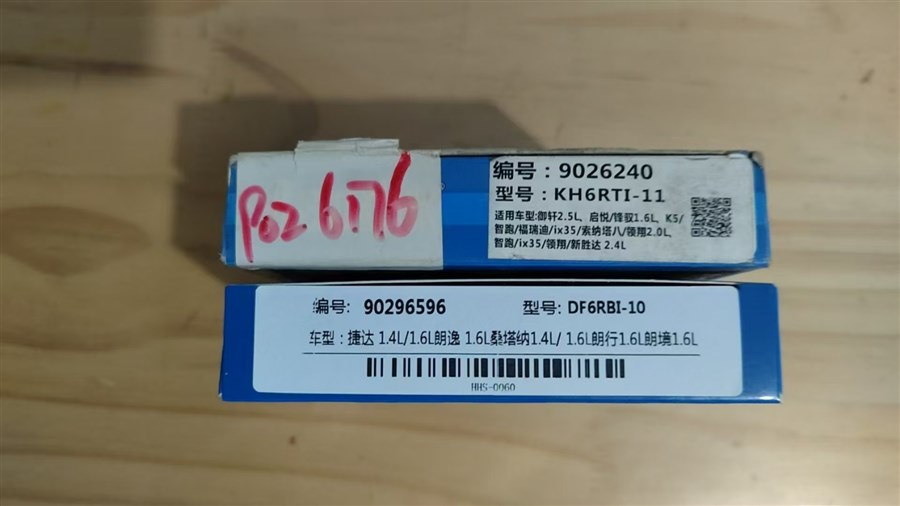 P026176
编号：9026240
型号：KH6RTI-11
适用车型:御轩2.5L、启悦/锋驭1.6L、K5/
智跑/福瑞迪/ix35/索纳塔八/领翔2.0L、
智跑/ix35/领翔/新胜达 2.4L
编号: 90296596 型号: DF6RBI-10
车型：捷达 1.4L/1.6L朗逸 1.6L桑塔纳1.4L/ 1.6L朗行1.6L朗境1.6L
HHS-0060